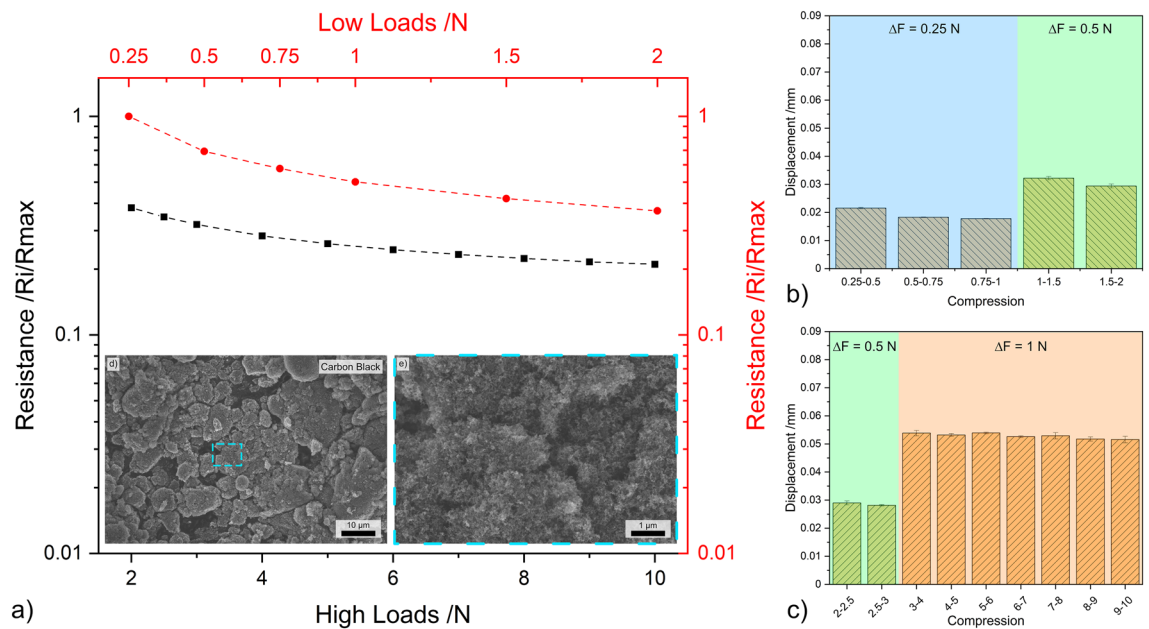 Low Loads /N
0.25 0.5 0.75 1 1.5 2
1
0.1
0.01
Resistance /Ri/Rmax
1
0.1
0.01
Resistance /Ri/Rmax
d)
Carbon Black
10 µm
e)
1 µm
2 4 6 8 10
High Loads /N
a)
0.09
0.08
0.07
0.06
0.05
0.04
0.03
0.02
0.01
0
Displacement /mm
ΔF = 0.25 N
ΔF = 0.5 N
0.25-0.5 0.5-0.75 0.75-1 1-1.5 1.5-2
Compression
b)
0.09
0.08
0.07
0.06
0.05
0.04
0.03
0.02
0.01
0
Displacement /mm
ΔF = 0.5 N
ΔF = 1 N
2-2.5 2.5-3 3-4 4-5 5-6 6-7 7-8 8-9 9-10
Compression
c)